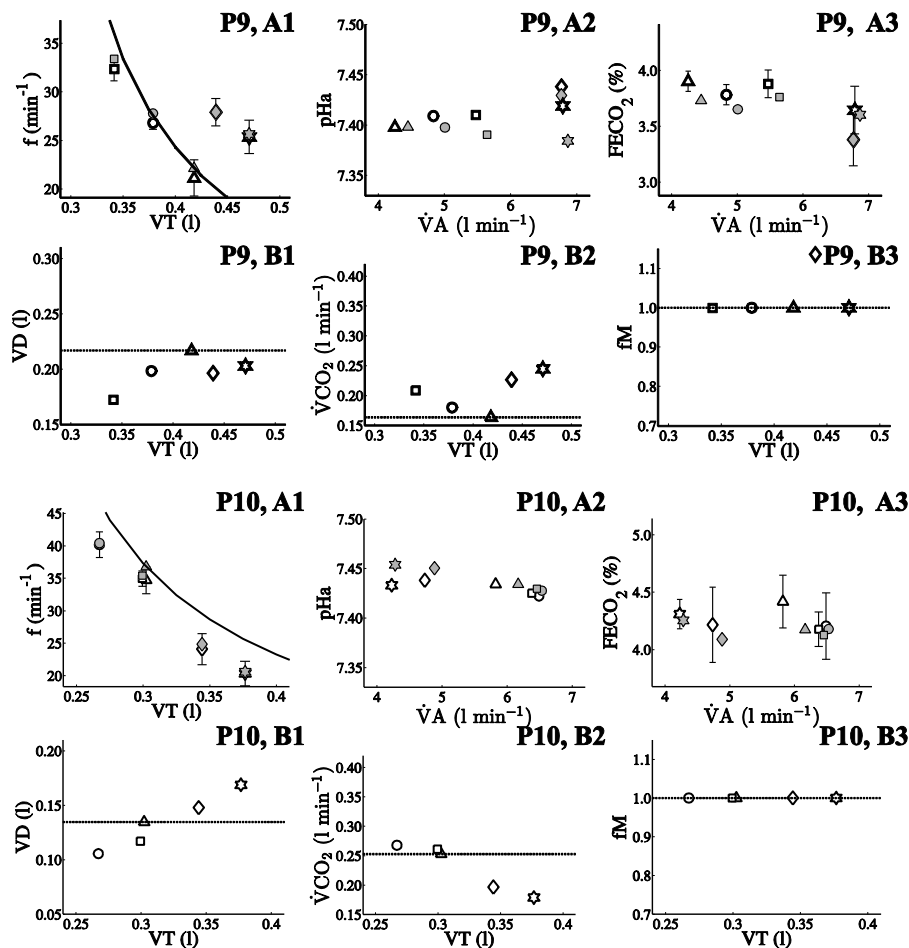 P9, A1
P9, A2
P9, A3
35
30
25
20
f (min⁻¹)
0.3 0.35 0.4 0.45 0.5
VT (l)
7.50
7.45
7.40
7.35
pHa
4 5 6 7
V̇A (l min⁻¹)
4.0
3.5
3.0
FECO₂ (%)
4 5 6 7
V̇A (l min⁻¹)
P9, B1
P9, B2
P9, B3
0.30
0.25
0.20
0.15
VD (l)
0.3 0.35 0.4 0.45 0.5
VT (l)
0.40
0.35
0.30
0.25
0.20
0.15
V̇CO₂ (l min⁻¹)
0.3 0.35 0.4 0.45 0.5
VT (l)
1.1
1.0
0.9
0.8
0.7
fM
0.3 0.35 0.4 0.45 0.5
VT (l)
P10, A1
P10, A2
P10, A3
45
40
35
30
25
20
f (min⁻¹)
0.25 0.3 0.35 0.4
VT (l)
7.50
7.45
7.40
7.35
pHa
4 5 6 7
V̇A (l min⁻¹)
5.0
4.5
4.0
FECO₂ (%)
4 5 6 7
V̇A (l min⁻¹)
P10, B1
P10, B2
P10, B3
0.20
0.15
0.10
0.05
VD (l)
0.25 0.3 0.35 0.4
VT (l)
0.40
0.35
0.30
0.25
0.20
0.15
V̇CO₂ (l min⁻¹)
0.25 0.3 0.35 0.4
VT (l)
1.1
1.0
0.9
0.8
0.7
fM
0.25 0.3 0.35 0.4
VT (l)